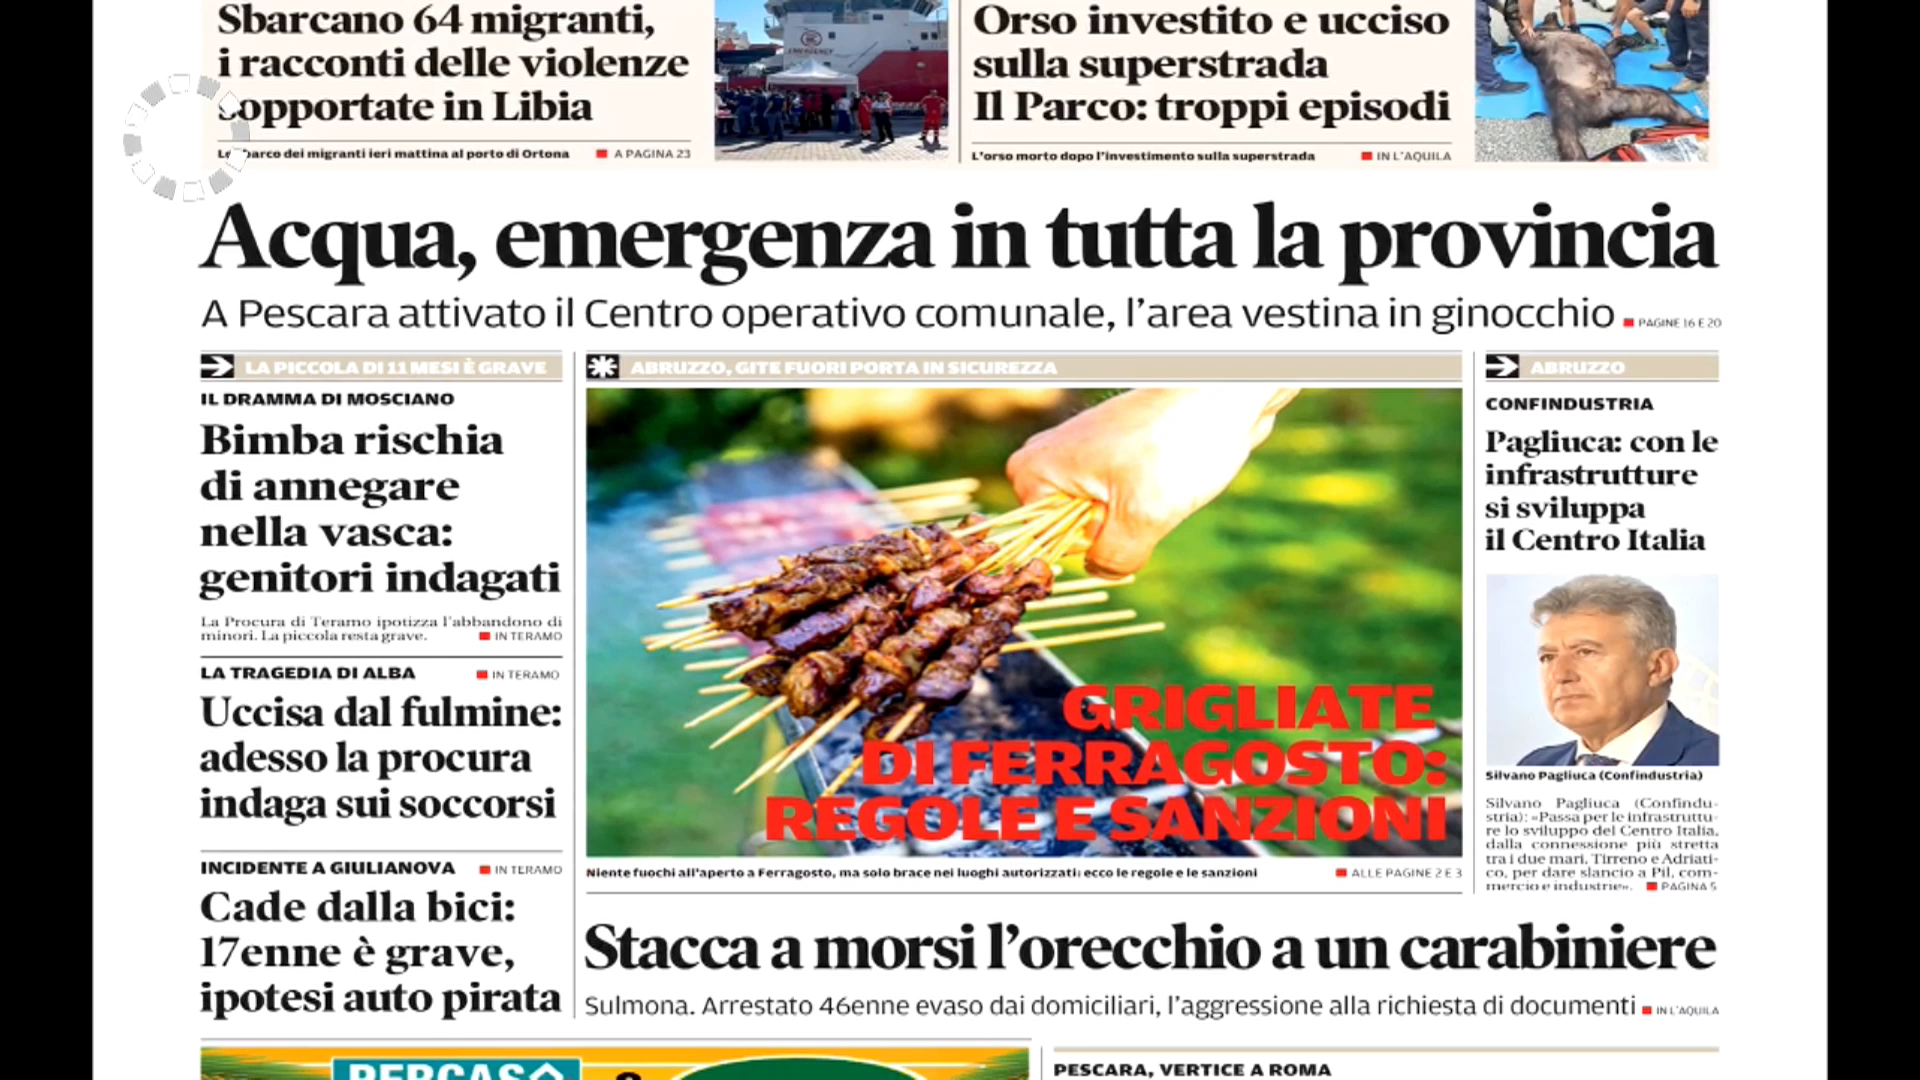 Sbarcano 64 migranti,
i racconti delle violenze
sopportate in Libia
Lo sbarco dei migranti ieri mattina al porto di Ortona
A PAGINA 23
EMERGENCY
Orso investito e ucciso
sulla superstrada
Il Parco: troppi episodi
L'orso morto dopo l'investimento sulla superstrada
IN L'AQUILA
Acqua, emergenza in tutta la provincia
A Pescara attivato il Centro operativo comunale, l'area vestina in ginocchio
PAGINE 16 E 20
LA PICCOLA DI 11 MESI È GRAVE
IL DRAMMA DI MOSCIANO
Bimba rischia
di annegare
nella vasca:
genitori indagati
La Procura di Teramo ipotizza l'abbandono di
minori. La piccola resta grave.
IN TERAMO
LA TRAGEDIA DI ALBA
IN TERAMO
Uccisa dal fulmine:
adesso la procura
indaga sui soccorsi
INCIDENTE A GIULIANOVA
IN TERAMO
Cade dalla bici:
17enne è grave,
ipotesi auto pirata
ABRUZZO, GITE FUORI PORTA IN SICUREZZA
GRIGLIATE
DI FERRAGOSTO:
REGOLE E SANZIONI
Niente fuochi all'aperto a Ferragosto, ma solo brace nei luoghi autorizzati: ecco le regole e le sanzioni
ALLE PAGINE 2 E 3
ABRUZZO
CONFINDUSTRIA
Pagliuca: con le
infrastrutture
si sviluppa
il Centro Italia
Silvano Pagliuca (Confindustria)
Silvano Pagliuca (Confindu-
stria): «Passa per le infrastruttu-
re lo sviluppo del Centro Italia,
dalla connessione più stretta
tra i due mari, Tirreno e Adriati-
co, per dare slancio a Pil, com-
mercio e industrie».
PAGINA 5
Stacca a morsi l'orecchio a un carabiniere
Sulmona. Arrestato 46enne evaso dai domiciliari, l'aggressione alla richiesta di documenti
IN L'AQUILA
PESCARA, VERTICE A ROMA